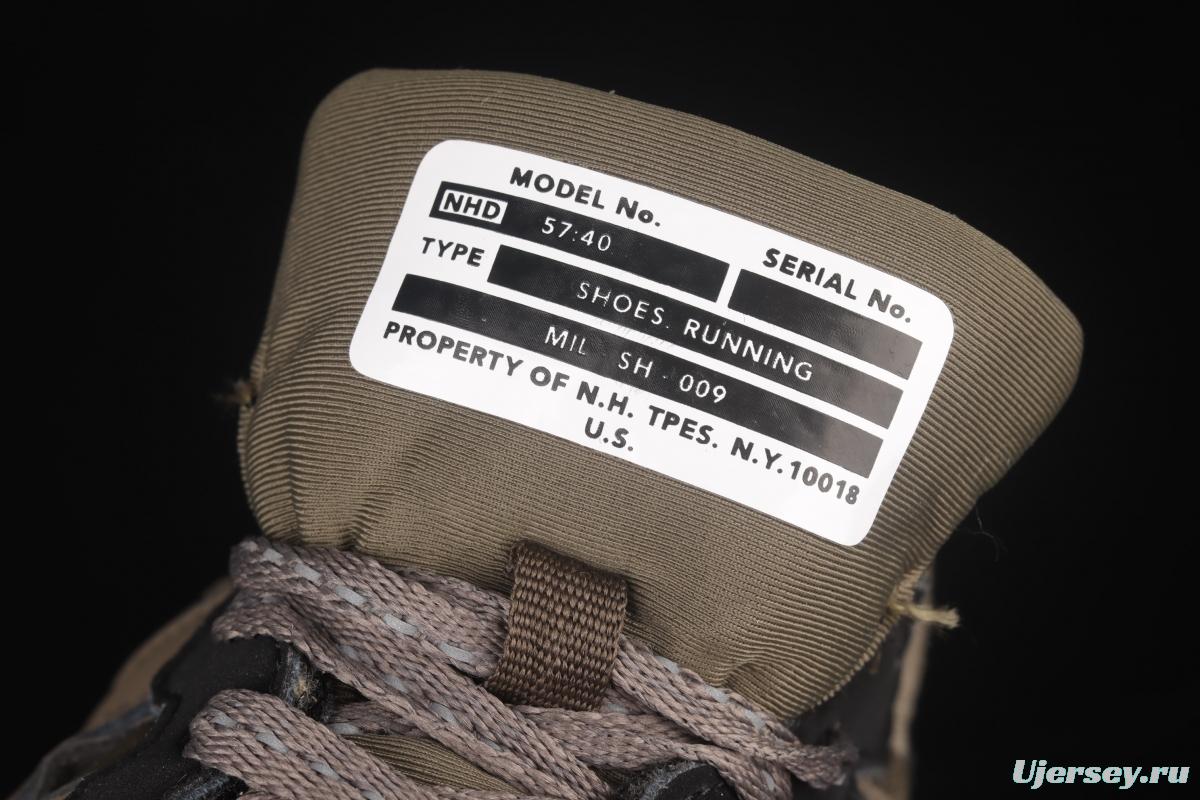 MODEL No.
SERIAL No.
NHD 57:40
TYPE SHOES. RUNNING
MIL SH - 009
PROPERTY OF N.H. TPES. N.Y.10018
U.S.
Ujersey.ru